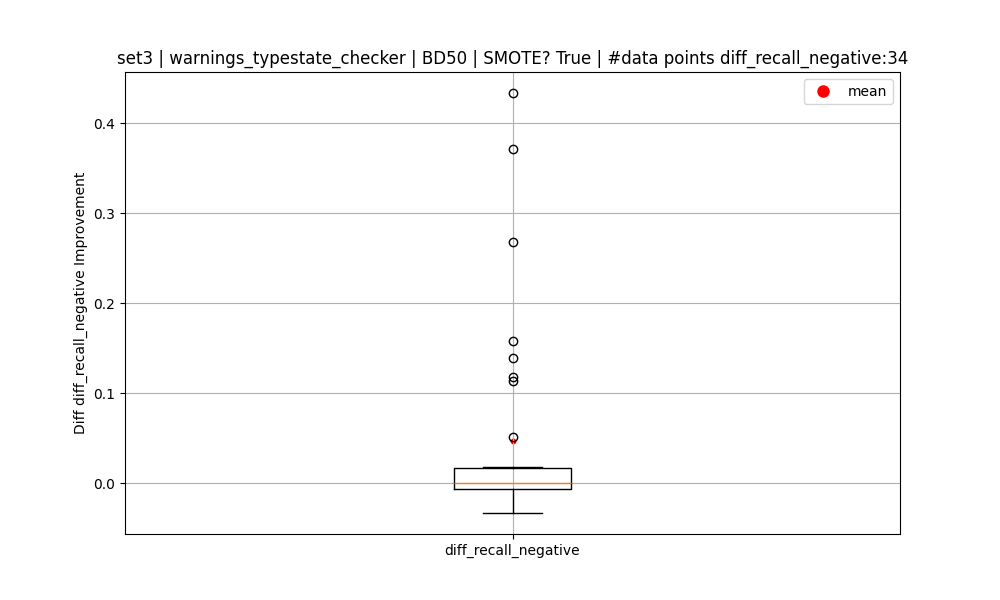 set3 | warnings_typestate_checker | BD50 | SMOTE? True | #data points diff_recall_negative:34
mean
Diff diff_recall_negative Improvement
0.4
0.3
0.2
0.1
0.0
diff_recall_negative